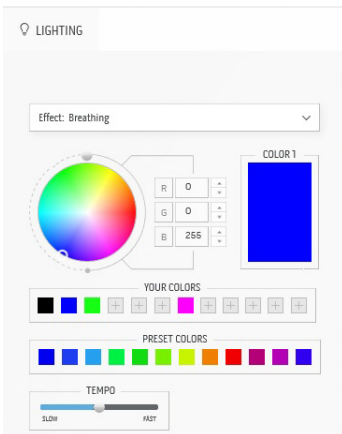 LIGHTING
Effect: Breathing
COLOR 1
R 0
G 0
B 255
YOUR COLORS
PRESET COLORS
TEMPO
SLOW FAST